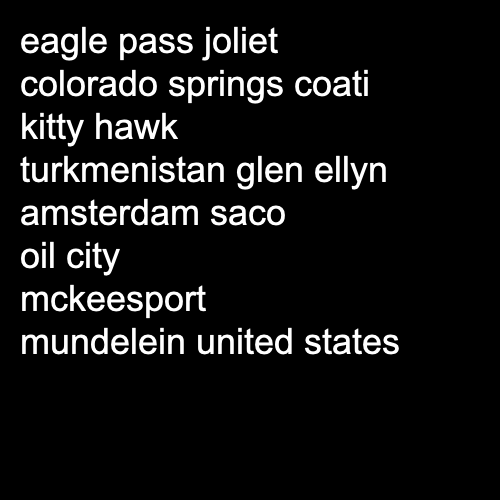 eagle pass joliet
colorado springs coati
kitty hawk
turkmenistan glen ellyn
amsterdam saco
oil city
mckeesport
mundelein united states